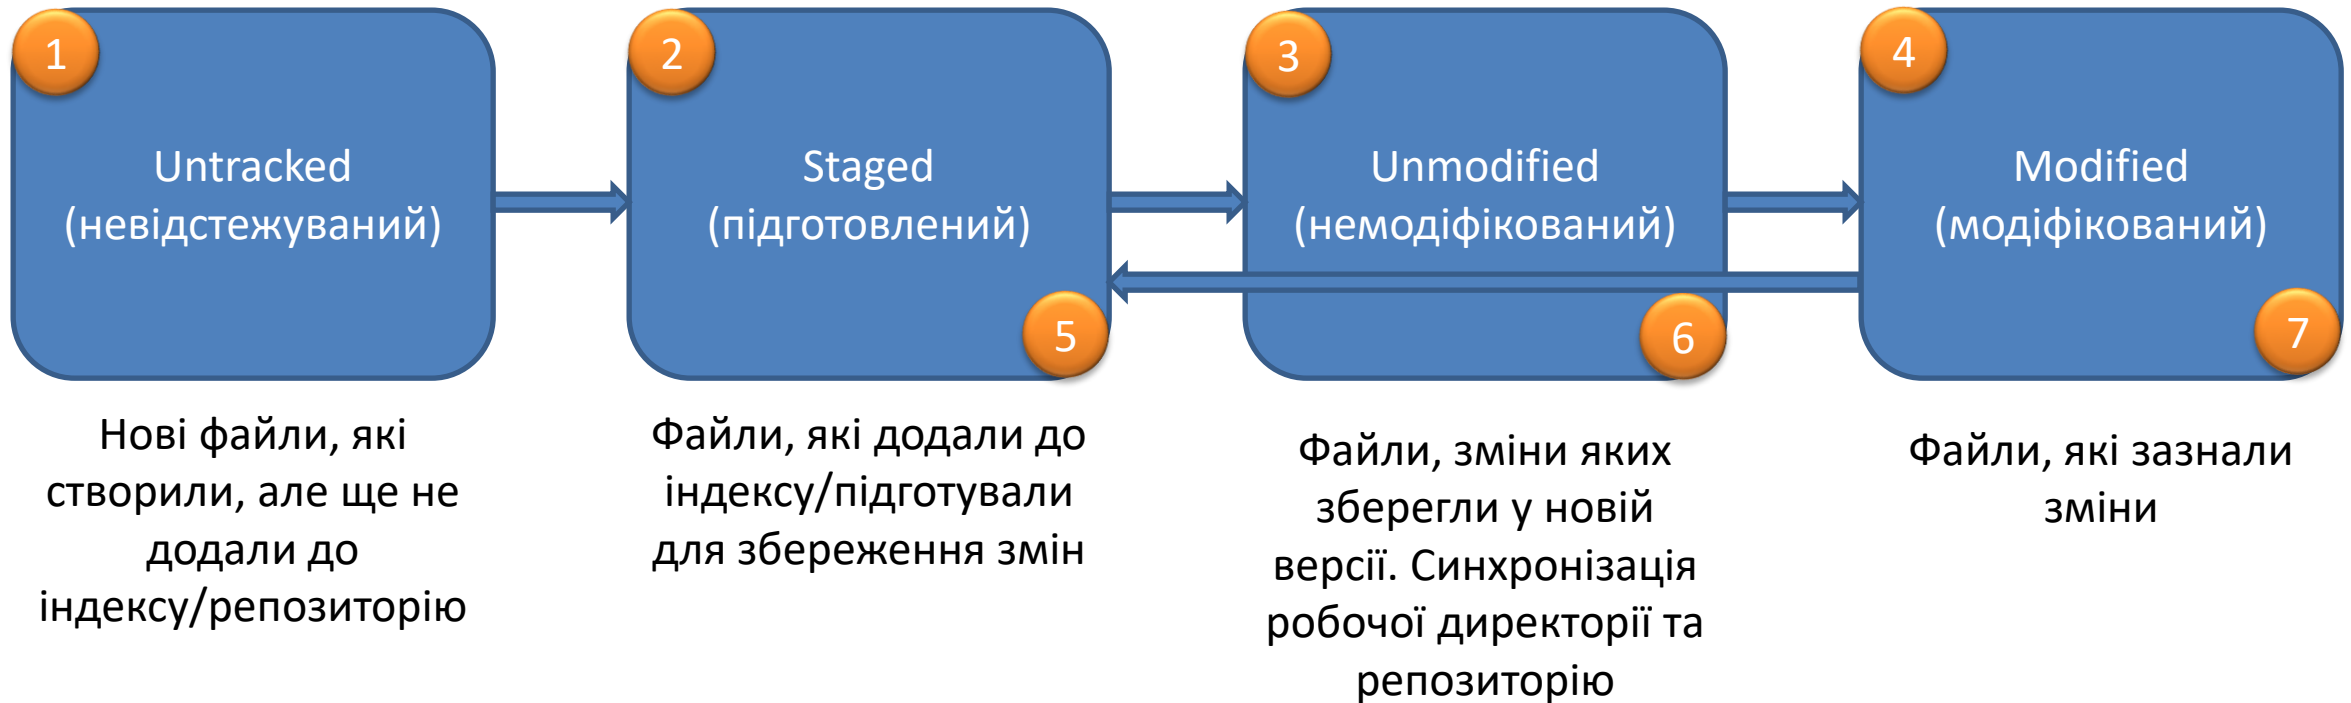 1
Untracked
(невідстежуваний)
2
Staged
(підготовлений)
5
3
Unmodified
(немодіфікований)
6
4
Modified
(модіфікований)
7
Нові файли, які
створили, але ще не
додали до
індексу/репозиторію
Файли, які додали до
індексу/підготували
для збереження змін
Файли, зміни яких
зберегли у новій
версії. Синхронізація
робочої директорії та
репозиторію
Файли, які зазнали
зміни